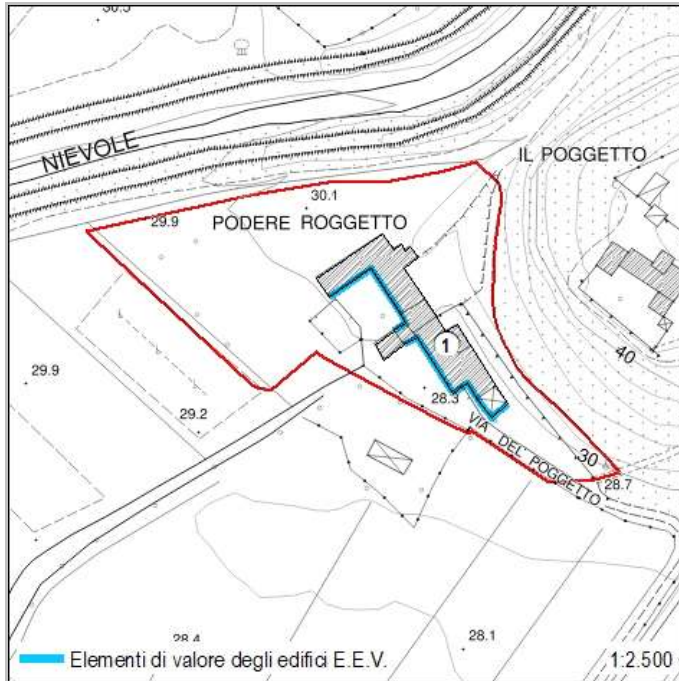 NIEVOLE
IL POGGETTO
30.1
29.9
PODERE ROGGETTO
1
40
29.9
28.3
29.2
VIA DEL POGGETTO
30
28.7
28.4
28.1
Elementi di valore degli edifici E.E.V.
1:2.500